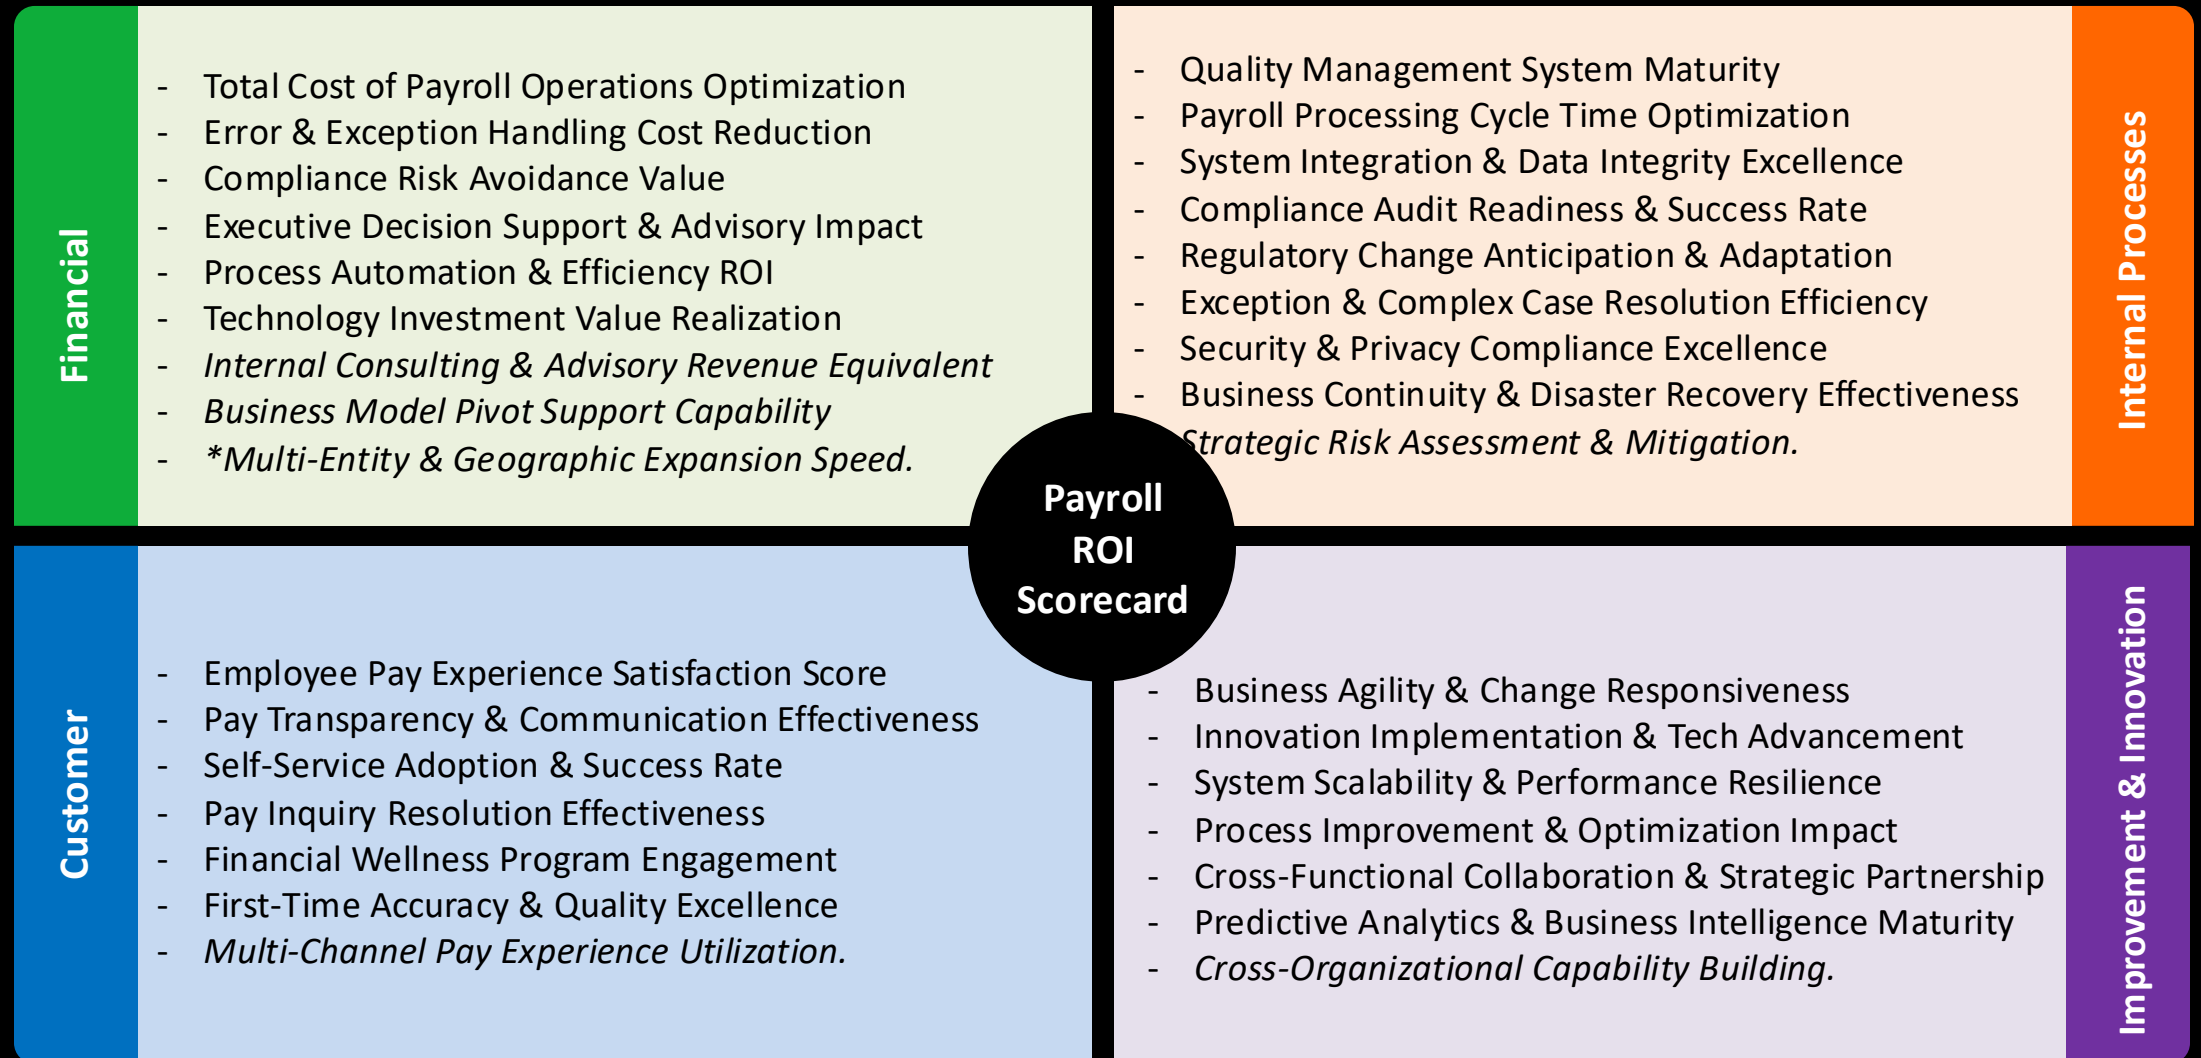 Financial
- Total Cost of Payroll Operations Optimization
- Error & Exception Handling Cost Reduction
- Compliance Risk Avoidance Value
- Executive Decision Support & Advisory Impact
- Process Automation & Efficiency ROI
- Technology Investment Value Realization
- Internal Consulting & Advisory Revenue Equivalent
- Business Model Pivot Support Capability
- *Multi-Entity & Geographic Expansion Speed.
- Quality Management System Maturity
- Payroll Processing Cycle Time Optimization
- System Integration & Data Integrity Excellence
- Compliance Audit Readiness & Success Rate
- Regulatory Change Anticipation & Adaptation
- Exception & Complex Case Resolution Efficiency
- Security & Privacy Compliance Excellence
- Business Continuity & Disaster Recovery Effectiveness
Strategic Risk Assessment & Mitigation.
Internal Processes
Payroll
ROI
Scorecard
Customer
- Employee Pay Experience Satisfaction Score
- Pay Transparency & Communication Effectiveness
- Self-Service Adoption & Success Rate
- Pay Inquiry Resolution Effectiveness
- Financial Wellness Program Engagement
- First-Time Accuracy & Quality Excellence
- Multi-Channel Pay Experience Utilization.
- Business Agility & Change Responsiveness
- Innovation Implementation & Tech Advancement
- System Scalability & Performance Resilience
- Process Improvement & Optimization Impact
- Cross-Functional Collaboration & Strategic Partnership
- Predictive Analytics & Business Intelligence Maturity
- Cross-Organizational Capability Building.
Improvement & Innovation